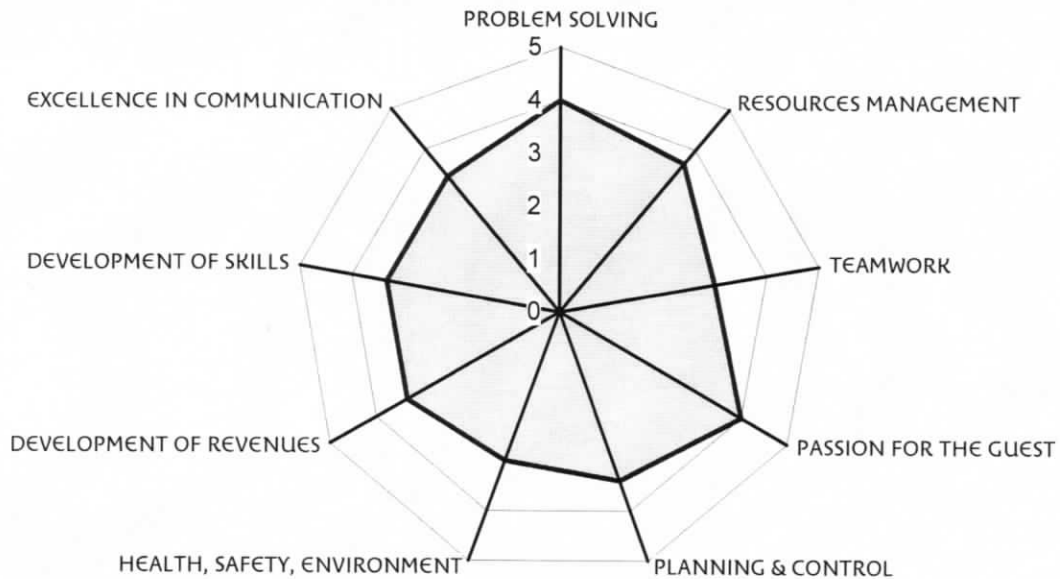 PROBLEM SOLVING
5
EXCELLENCE IN COMMUNICATION
4
RESOURCES MANAGEMENT
3
2
DEVELOPMENT OF SKILLS
1
TEAMWORK
0
DEVELOPMENT OF REVENUES
PASSION FOR THE GUEST
HEALTH, SAFETY, ENVIRONMENT
PLANNING & CONTROL